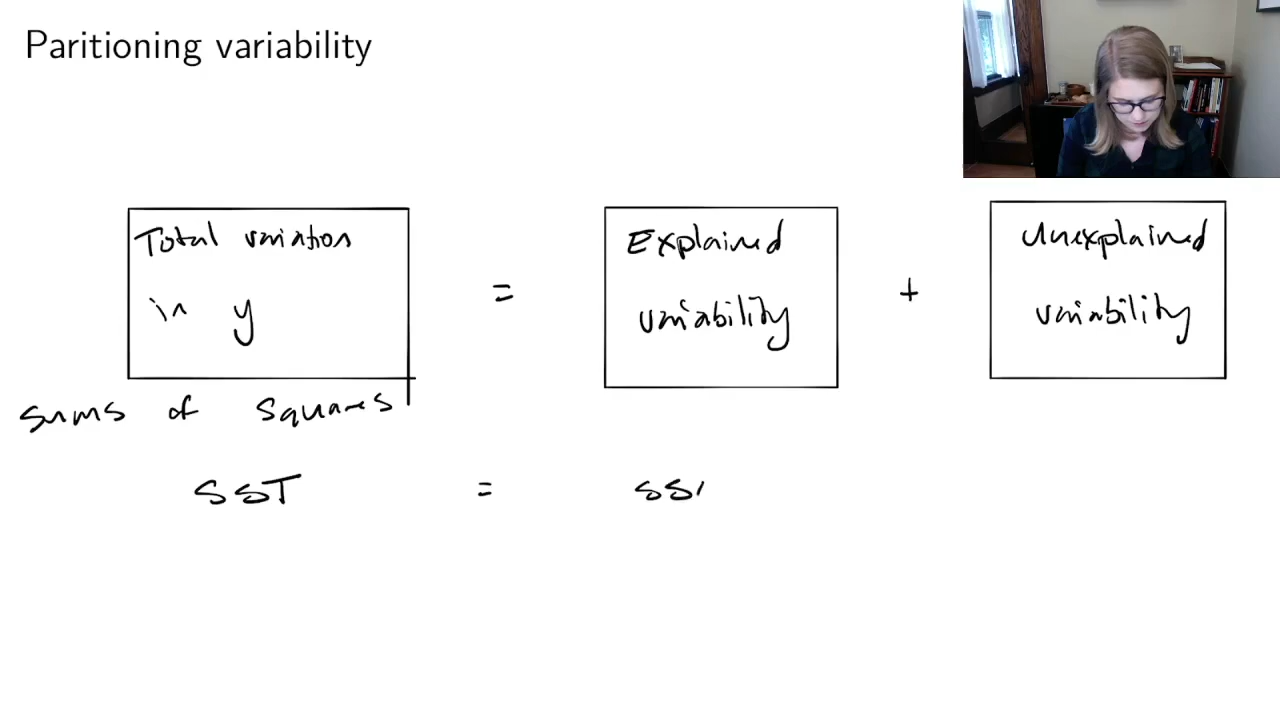 Paritioning variability
Total variation
in y
=
Explained
variability
+
Unexplained
variability
sums of squares
SST = SS